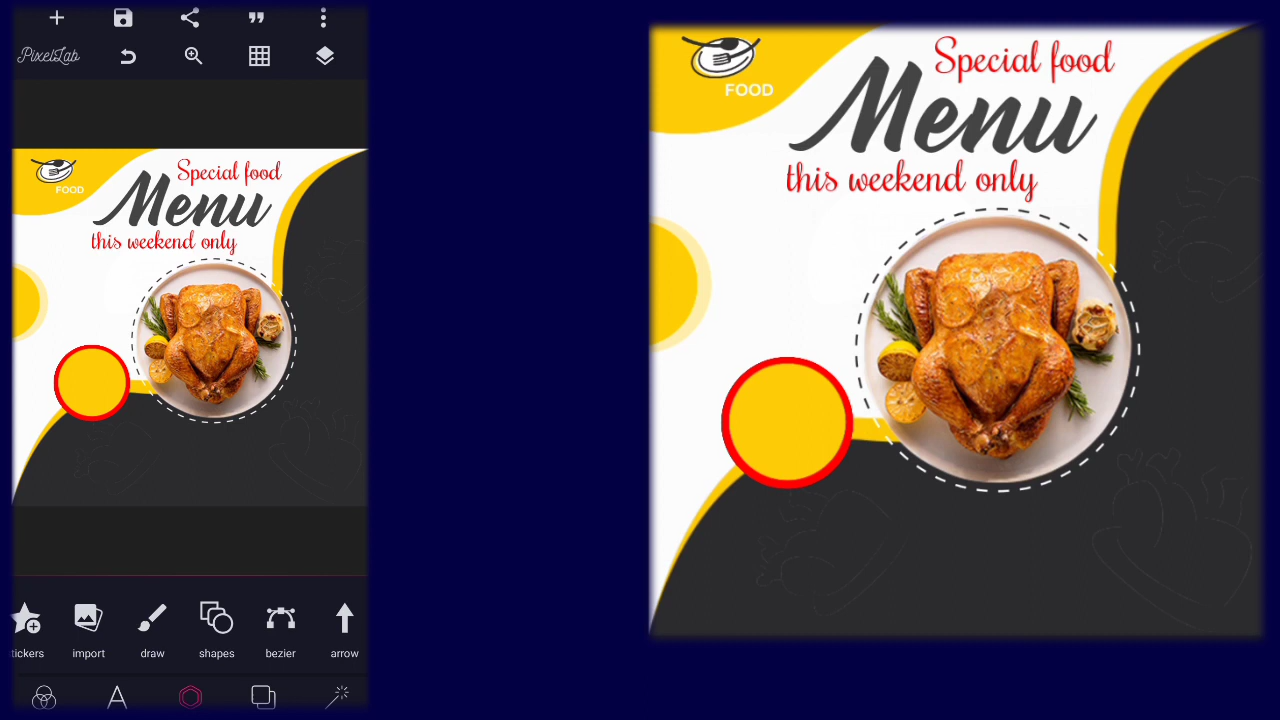 PixelLab
FOOD
Special food
Menu
this weekend only
tickers
import
draw
shapes
bezier
arrow
FOOD
Special food
Menu
this weekend only